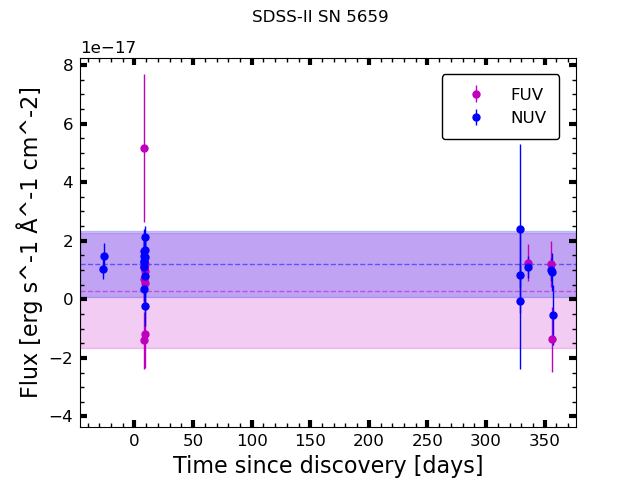 SDSS-II SN 5659
1e−17
FUV
NUV
8
6
4
2
0
−2
−4
Flux [erg s^-1 Å^-1 cm^-2]
0 50 100 150 200 250 300 350
Time since discovery [days]